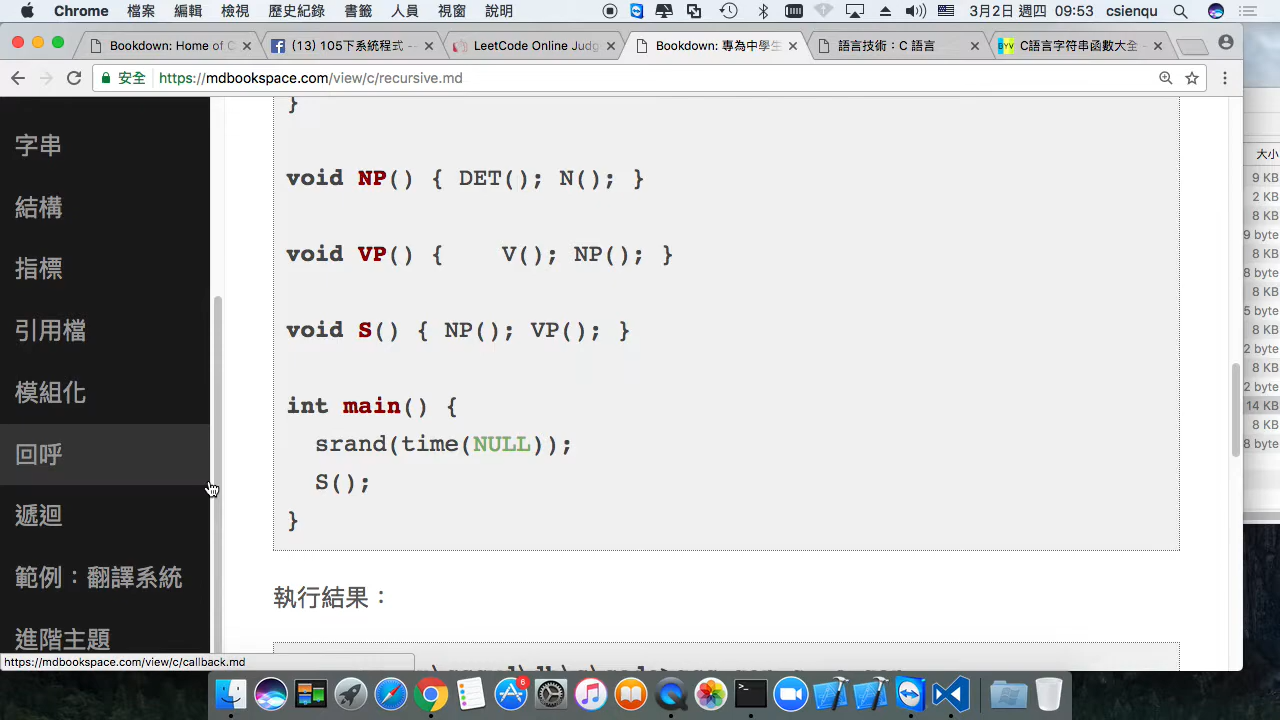 Chrome 檔案 編輯 檢視 歷史紀錄 書籤 人員 視窗 說明 3月2日 週四 09:53 csienqu
Bookdown: Home of C
(13) 105下系統程式 -
LeetCode Online Judg
Bookdown: 專為中學生
語言技術：C 語言
C語言字符串函數大全 -
安全 https://mdbookspace.com/view/c/recursive.md
字串
結構
指標
引用檔
模組化
回呼
遞迴
範例：翻譯系統
進階主題
https://mdbookspace.com/view/c/callback.md
}
void NP() { DET(); N(); }
void VP() { V(); NP(); }
void S() { NP(); VP(); }
int main() {
srand(time(NULL));
S();
}
執行結果：
大小
9 KB
2 KB
8 KB
9 byte
8 KB
8 byte
8 KB
5 byte
8 KB
2 byte
8 KB
2 byte
14 KB
8 KB
8 byte
6